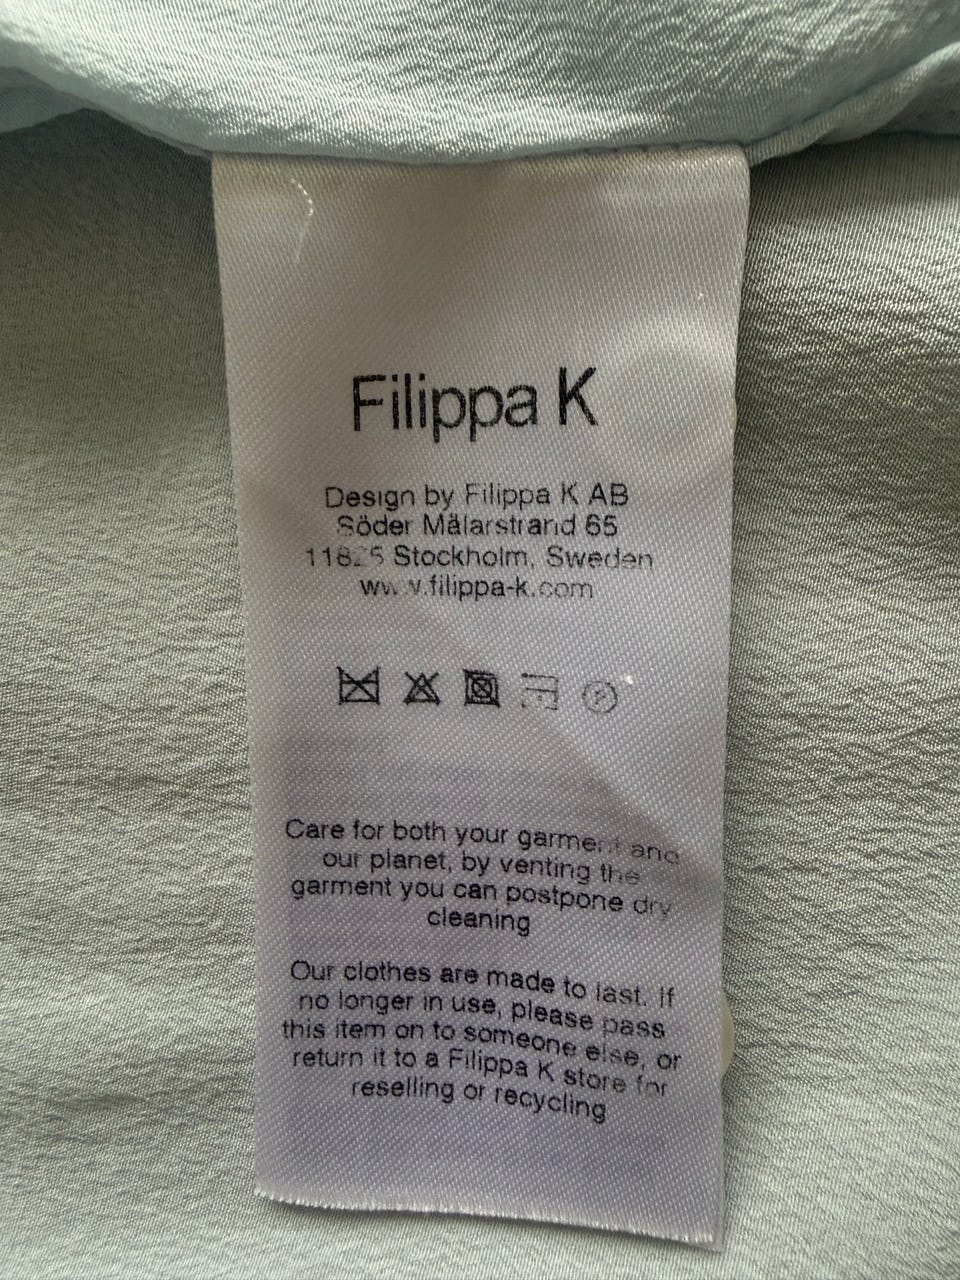 Filippa K
Design by Filippa K AB
Söder Mälarstrand 65
11825 Stockholm, Sweden
www.filippa-k.com
P
Care for both your garment and
our planet, by venting the
garment you can postpone dry
cleaning
Our clothes are made to last. If
no longer in use, please pass
this item on to someone else, or
return it to a Filippa K store for
reselling or recycling